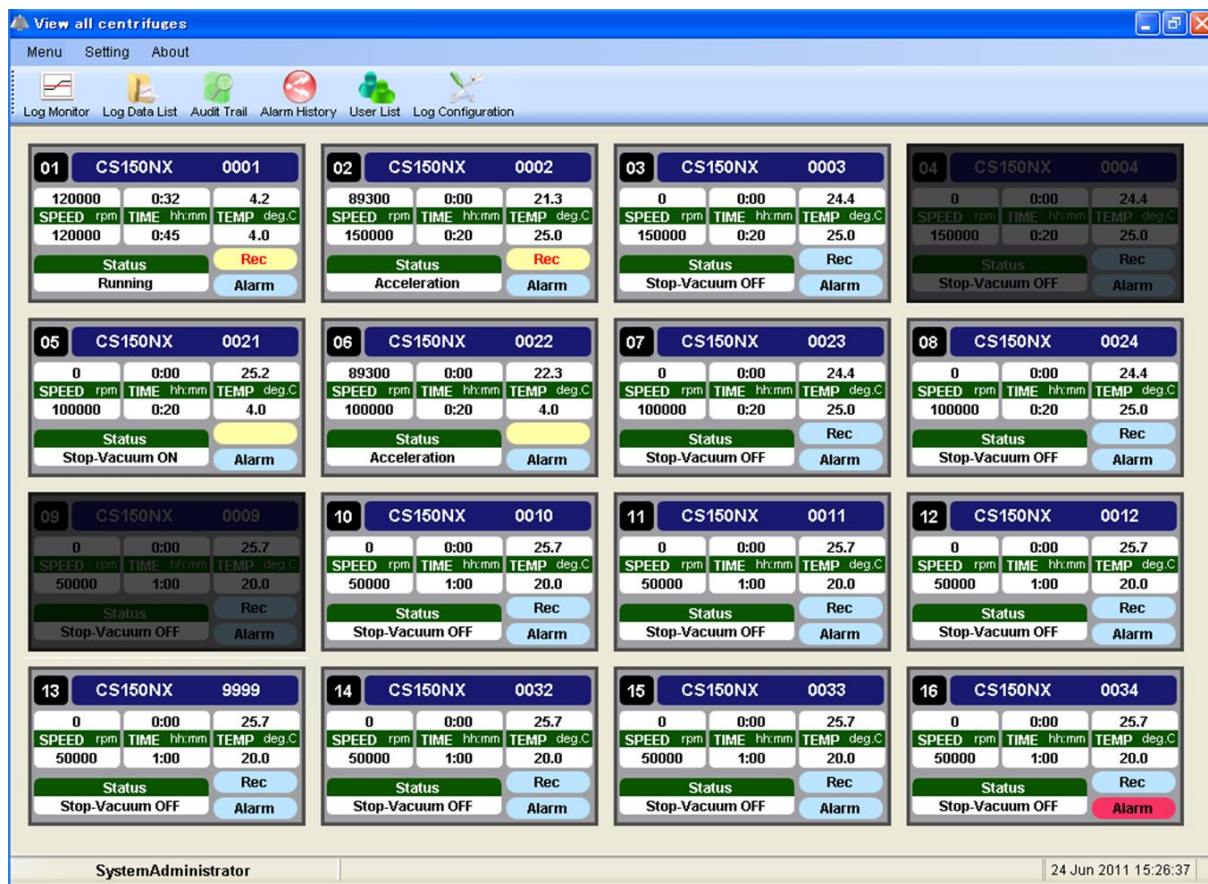 View all centrifuges
Menu Setting About
Log Monitor Log Data List Audit Trail Alarm History User List Log Configuration
01 CS150NX 0001
120000 0:32 4.2
SPEED rpm TIME hh:mm TEMP deg.C
120000 0:45 4.0
Status Rec
Running Alarm
02 CS150NX 0002
89300 0:00 21.3
SPEED rpm TIME hh:mm TEMP deg.C
150000 0:20 25.0
Status Rec
Acceleration Alarm
03 CS150NX 0003
0 0:00 24.4
SPEED rpm TIME hh:mm TEMP deg.C
150000 0:20 25.0
Status Rec
Stop-Vacuum OFF Alarm
04 CS150NX 0004
0 0:00 24.4
SPEED rpm TIME hh:mm TEMP deg.C
150000 0:20 25.0
Status Rec
Stop-Vacuum OFF Alarm
05 CS150NX 0021
0 0:00 25.2
SPEED rpm TIME hh:mm TEMP deg.C
100000 0:20 4.0
Status
Stop-Vacuum ON Alarm
06 CS150NX 0022
89300 0:00 22.3
SPEED rpm TIME hh:mm TEMP deg.C
100000 0:20 4.0
Status
Acceleration Alarm
07 CS150NX 0023
0 0:00 24.4
SPEED rpm TIME hh:mm TEMP deg.C
100000 0:20 25.0
Status Rec
Stop-Vacuum OFF Alarm
08 CS150NX 0024
0 0:00 24.4
SPEED rpm TIME hh:mm TEMP deg.C
100000 0:20 25.0
Status Rec
Stop-Vacuum OFF Alarm
09 CS150NX 0009
0 0:00 25.7
SPEED rpm TIME hh:mm TEMP deg.C
50000 1:00 20.0
Status Rec
Stop-Vacuum OFF Alarm
10 CS150NX 0010
0 0:00 25.7
SPEED rpm TIME hh:mm TEMP deg.C
50000 1:00 20.0
Status Rec
Stop-Vacuum OFF Alarm
11 CS150NX 0011
0 0:00 25.7
SPEED rpm TIME hh:mm TEMP deg.C
50000 1:00 20.0
Status Rec
Stop-Vacuum OFF Alarm
12 CS150NX 0012
0 0:00 25.7
SPEED rpm TIME hh:mm TEMP deg.C
50000 1:00 20.0
Status Rec
Stop-Vacuum OFF Alarm
13 CS150NX 9999
0 0:00 25.7
SPEED rpm TIME hh:mm TEMP deg.C
50000 1:00 20.0
Status Rec
Stop-Vacuum OFF Alarm
14 CS150NX 0032
0 0:00 25.7
SPEED rpm TIME hh:mm TEMP deg.C
50000 1:00 20.0
Status Rec
Stop-Vacuum OFF Alarm
15 CS150NX 0033
0 0:00 25.7
SPEED rpm TIME hh:mm TEMP deg.C
50000 1:00 20.0
Status Rec
Stop-Vacuum OFF Alarm
16 CS150NX 0034
0 0:00 25.7
SPEED rpm TIME hh:mm TEMP deg.C
50000 1:00 20.0
Status Rec
Stop-Vacuum OFF Alarm
SystemAdministrator 24 Jun 2011 15:26:37